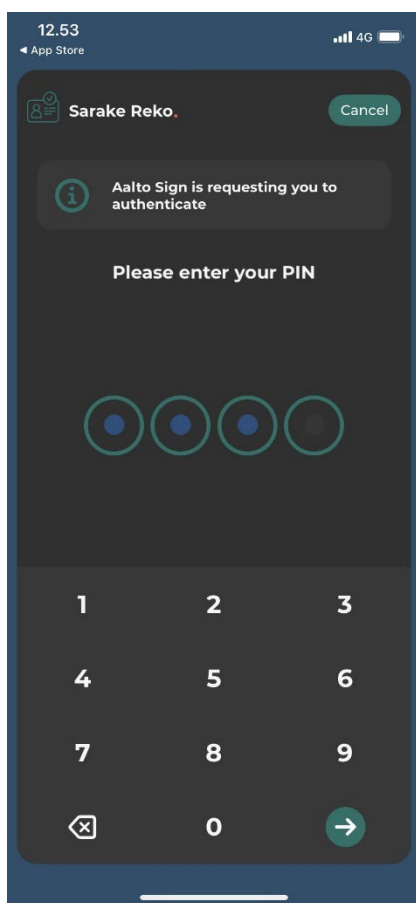 12.53
4G
◀ App Store
Sarake Reko.
Cancel
Aalto Sign is requesting you to
authenticate
Please enter your PIN
1 2 3
4 5 6
7 8 9
0